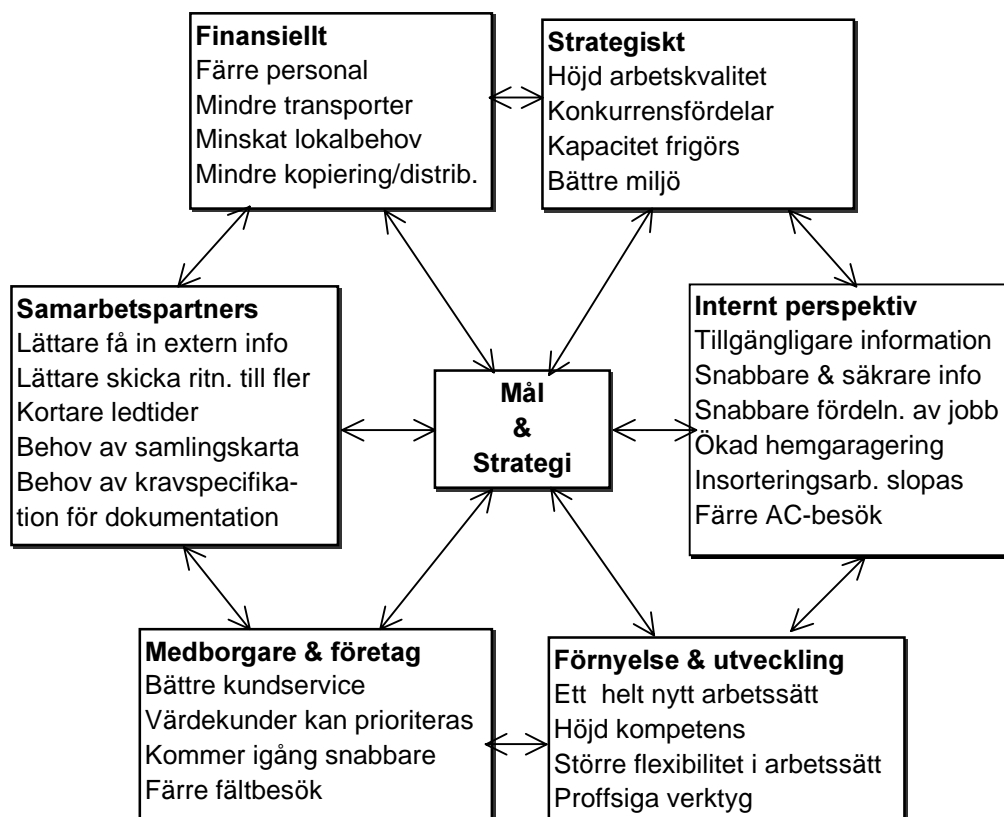 Finansiellt
Färre personal
Mindre transporter
Minskat lokalbehov
Mindre kopiering/distrib.
Strategiskt
Höjd arbetskvalitet
Konkurrensfördelar
Kapacitet frigörs
Bättre miljö
Samarbetspartners
Lättare få in extern info
Lättare skicka ritn. till fler
Kortare ledtider
Behov av samlingskarta
Behov av kravspecifika-
tion för dokumentation
Mål
&
Strategi
Internt perspektiv
Tillgängligare information
Snabbare & säkrare info
Snabbare fördeln. av jobb
Ökad hemgaragering
Insorteringsarb. slopas
Färre AC-besök
Medborgare & företag
Bättre kundservice
Värdekunder kan prioriteras
Kommer igång snabbare
Färre fältbesök
Förnyelse & utveckling
Ett  helt nytt arbetssätt
Höjd kompetens
Större flexibilitet i arbetssätt
Proffsiga verktyg